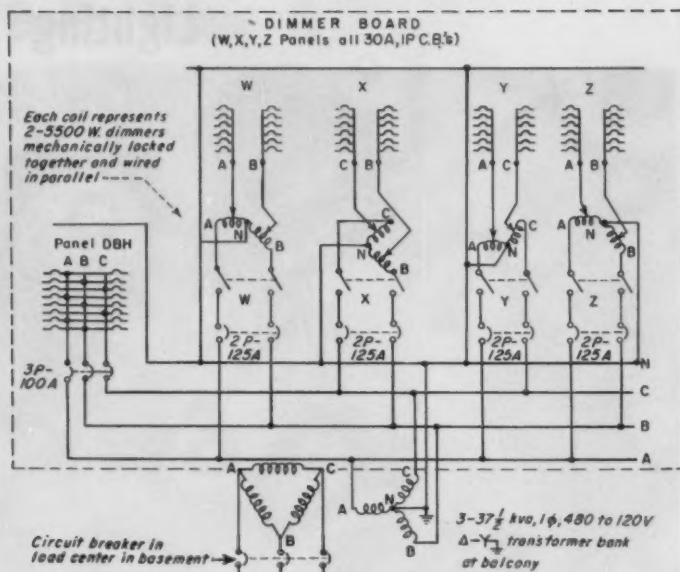 DIMMER BOARD
(W,X,Y,Z Panels all 30A, 1P C.B.'s)
W X Y Z
Each coil represents
2-5500 W. dimmers
mechanically locked
together and wired
in parallel
A B C B A C A B
A N B C N B A N C A N B
Panel DBH
A B C
W X Y Z
2P-
125A
2P-
125A
2P-
125A
2P-
125A
3P-
100A
N
C
B
A
A C B
A N C B
3-37½ kva, 1ϕ, 480 to 120V
Δ-Y transformer bank
at balcony
Circuit breaker in
load center in basement